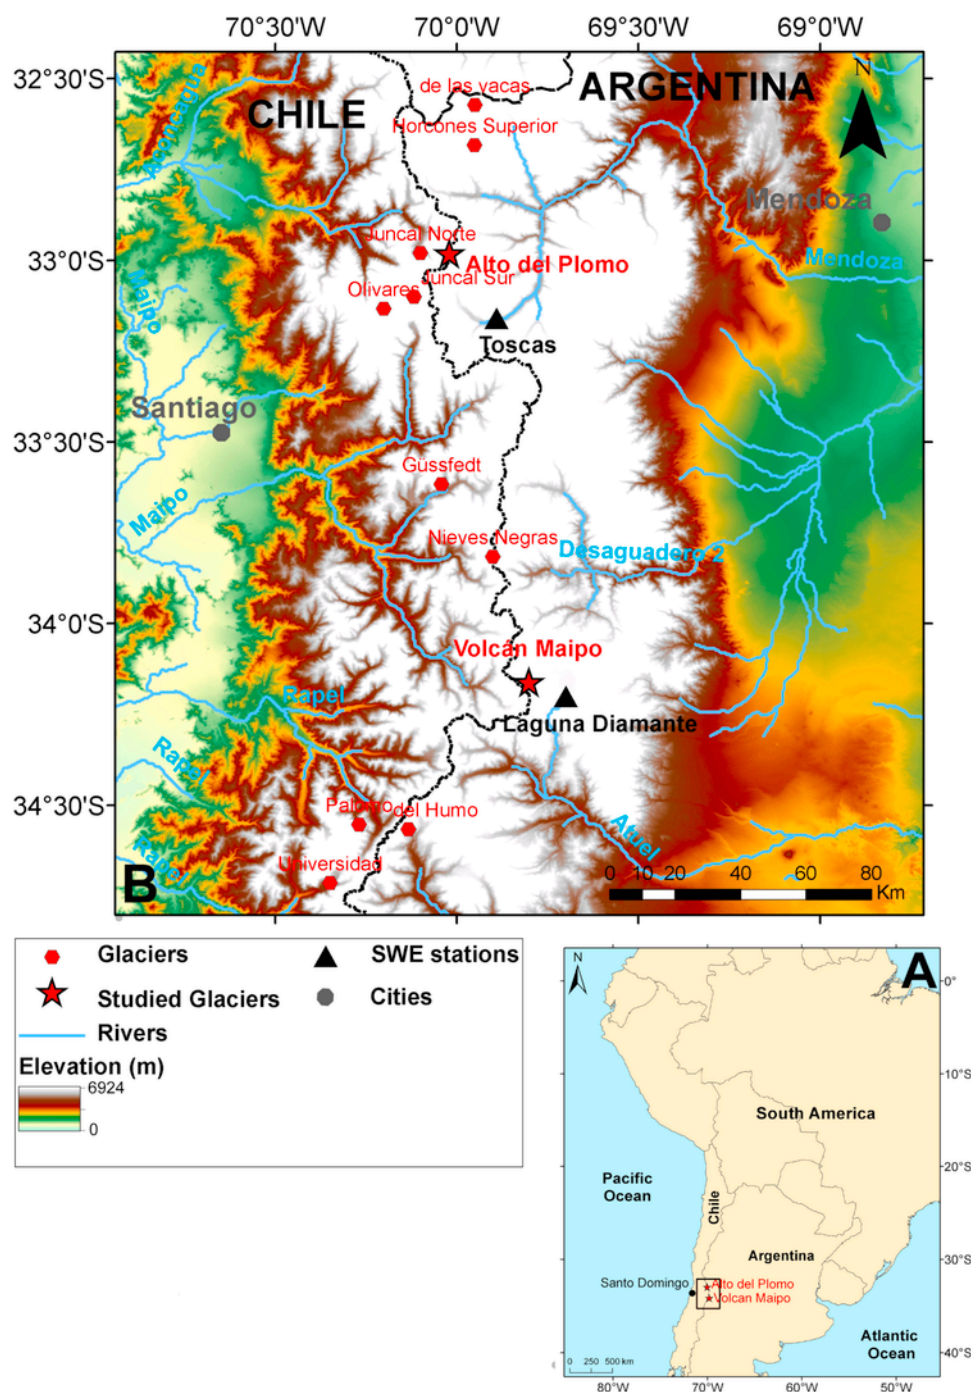 70°30'W 70°0'W 69°30'W 69°0'W
32°30'S
33°0'S
33°30'S
34°0'S
34°30'S
CHILE
ARGENTINA
N
de las vacas
Horcones Superior
Aconcagua
Mendoza
Juncal Norte
Alto del Plomo
Mendoza
Juncal Sur
Olivares
Maipo
Toscas
Santiago
Gussfedt
Maipo
Nieves Negras
Desaguadero 2
Volcán Maipo
Rapel
Laguna Diamante
Rapel
Palomo
del Humo
Atuel
Rapel
Universidad
B
0 10 20 40 60 80
Km
Glaciers
SWE stations
Studied Glaciers
Cities
Rivers
Elevation (m)
6924
0
N
A
0°
10°S
20°S
30°S
40°S
South America
Pacific
Ocean
Chile
Argentina
Santo Domingo
Alto del Plomo
Volcan Maipo
Atlantic
Ocean
0 250 500 km
80°W 70°W 60°W 50°W